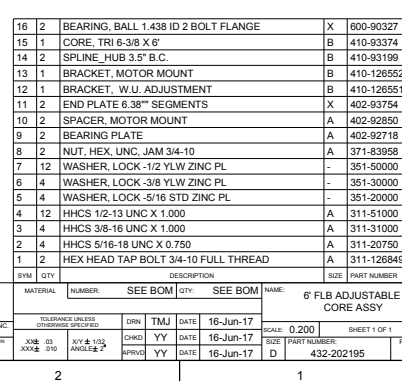 16 2 BEARING, BALL 1.438 ID 2 BOLT FLANGE X 600-90327
15 1 CORE, TRI 6-3/8 X 6' B 410-93374
14 2 SPLINE_HUB 3.5" B.C. B 410-93199
13 1 BRACKET, MOTOR MOUNT B 410-126552
12 1 BRACKET, W.U. ADJUSTMENT B 410-126551
11 2 END PLATE 6.38"" SEGMENTS X 402-93754
10 2 SPACER, MOTOR MOUNT A 402-92850
9 2 BEARING PLATE A 402-92718
8 2 NUT, HEX, UNC, JAM 3/4-10 A 371-83958
7 12 WASHER, LOCK -1/2 YLW ZINC PL - 351-50000
6 4 WASHER, LOCK -3/8 YLW ZINC PL - 351-30000
5 4 WASHER, LOCK -5/16 STD ZINC PL - 351-20000
4 12 HHCS 1/2-13 UNC X 1.000 A 311-51000
3 4 HHCS 3/8-16 UNC X 1.000 A 311-31000
2 4 HHCS 5/16-18 UNC X 0.750 A 311-20750
1 2 HEX HEAD TAP BOLT 3/4-10 FULL THREAD A 311-126849
SYM QTY DESCRIPTION SIZE PART NUMBER
MATERIAL NUMBER: SEE BOM QTY: SEE BOM NAME: 6' FLB ADJUSTABLE
CORE ASSY
NC. TOLERANCE UNLESS OTHERWISE SPECIFIED DRN TMJ DATE 16-Jun-17
.XX± .03 X/Y ± 1/32 CHKD YY DATE 16-Jun-17 SCALE: 0.200 SHEET 1 OF 1
.XXX± .010 ANGLE± 2° APRVD YY DATE 16-Jun-17 SIZE D PART NUMBER: 432-202195
2 1